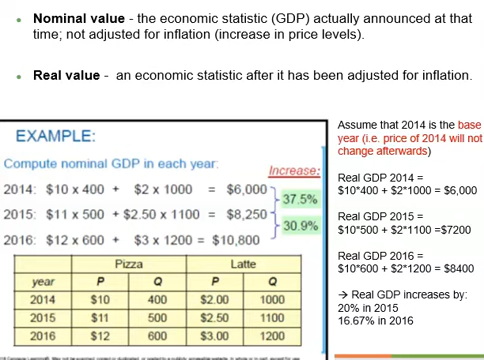 ● Nominal value - the economic statistic (GDP) actually announced at that
time; not adjusted for inflation (increase in price levels).
● Real value - an economic statistic after it has been adjusted for inflation.
EXAMPLE:
Compute nominal GDP in each year:
Increase:
2014: $10 x 400 + $2 x 1000 = $6,000
37.5%
2015: $11 x 500 + $2.50 x 1100 = $8,250
30.9%
2016: $12 x 600 + $3 x 1200 = $10,800
Pizza Latte
year P Q P Q
2014 $10 400 $2.00 1000
2015 $11 500 $2.50 1100
2016 $12 600 $3.00 1200
Assume that 2014 is the base
year (i.e. price of 2014 will not
change afterwards)
Real GDP 2014 =
$10*400 + $2*1000 = $6,000
Real GDP 2015 =
$10*500 + $2*1100 =$7200
Real GDP 2016 =
$10*600 + $2*1200 = $8400
→ Real GDP increases by:
20% in 2015
16.67% in 2016